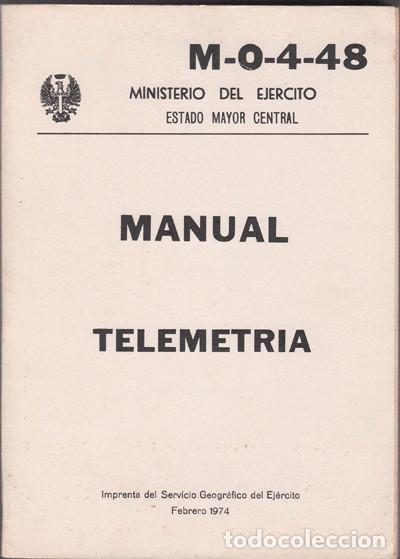 M-0-4-48
MINISTERIO DEL EJERCITO
ESTADO MAYOR CENTRAL
MANUAL
TELEMETRIA
Imprenta del Servicio Geográfico del Ejército
Febrero 1974
todocoleccion